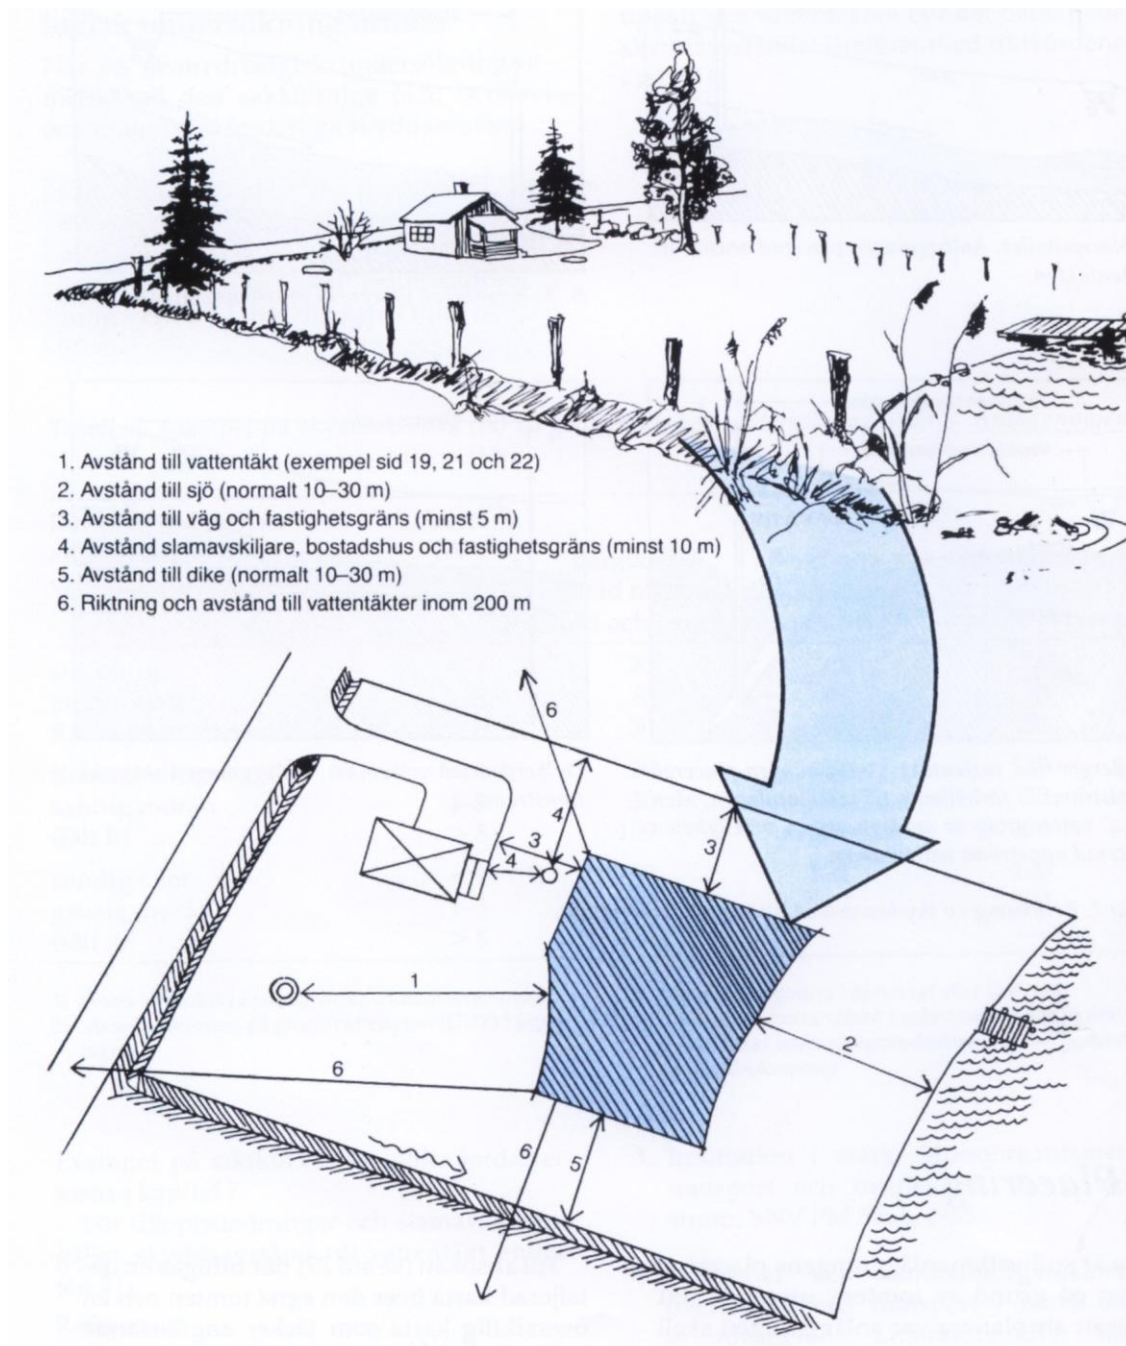 1. Avstånd till vattentäkt (exempel sid 19, 21 och 22)
2. Avstånd till sjö (normalt 10–30 m)
3. Avstånd till väg och fastighetsgräns (minst 5 m)
4. Avstånd slamavskiljare, bostadshus och fastighetsgräns (minst 10 m)
5. Avstånd till dike (normalt 10–30 m)
6. Riktning och avstånd till vattentäkter inom 200 m
6
4
3
3
4
1
2
6
6
5